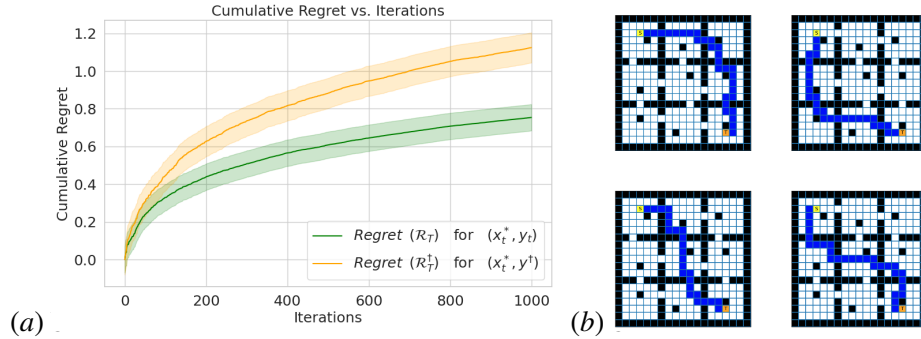 Cumulative Regret vs. Iterations
Cumulative Regret
1.2
1.0
0.8
0.6
0.4
0.2
0.0
Regret (𝓡_T) for (x_t^*, y_t)
Regret (𝓡_T^†) for (x_t^*, y^†)
0 200 400 600 800 1000
Iterations
(a)
(b)
S
T
S
T
S
T
S
T